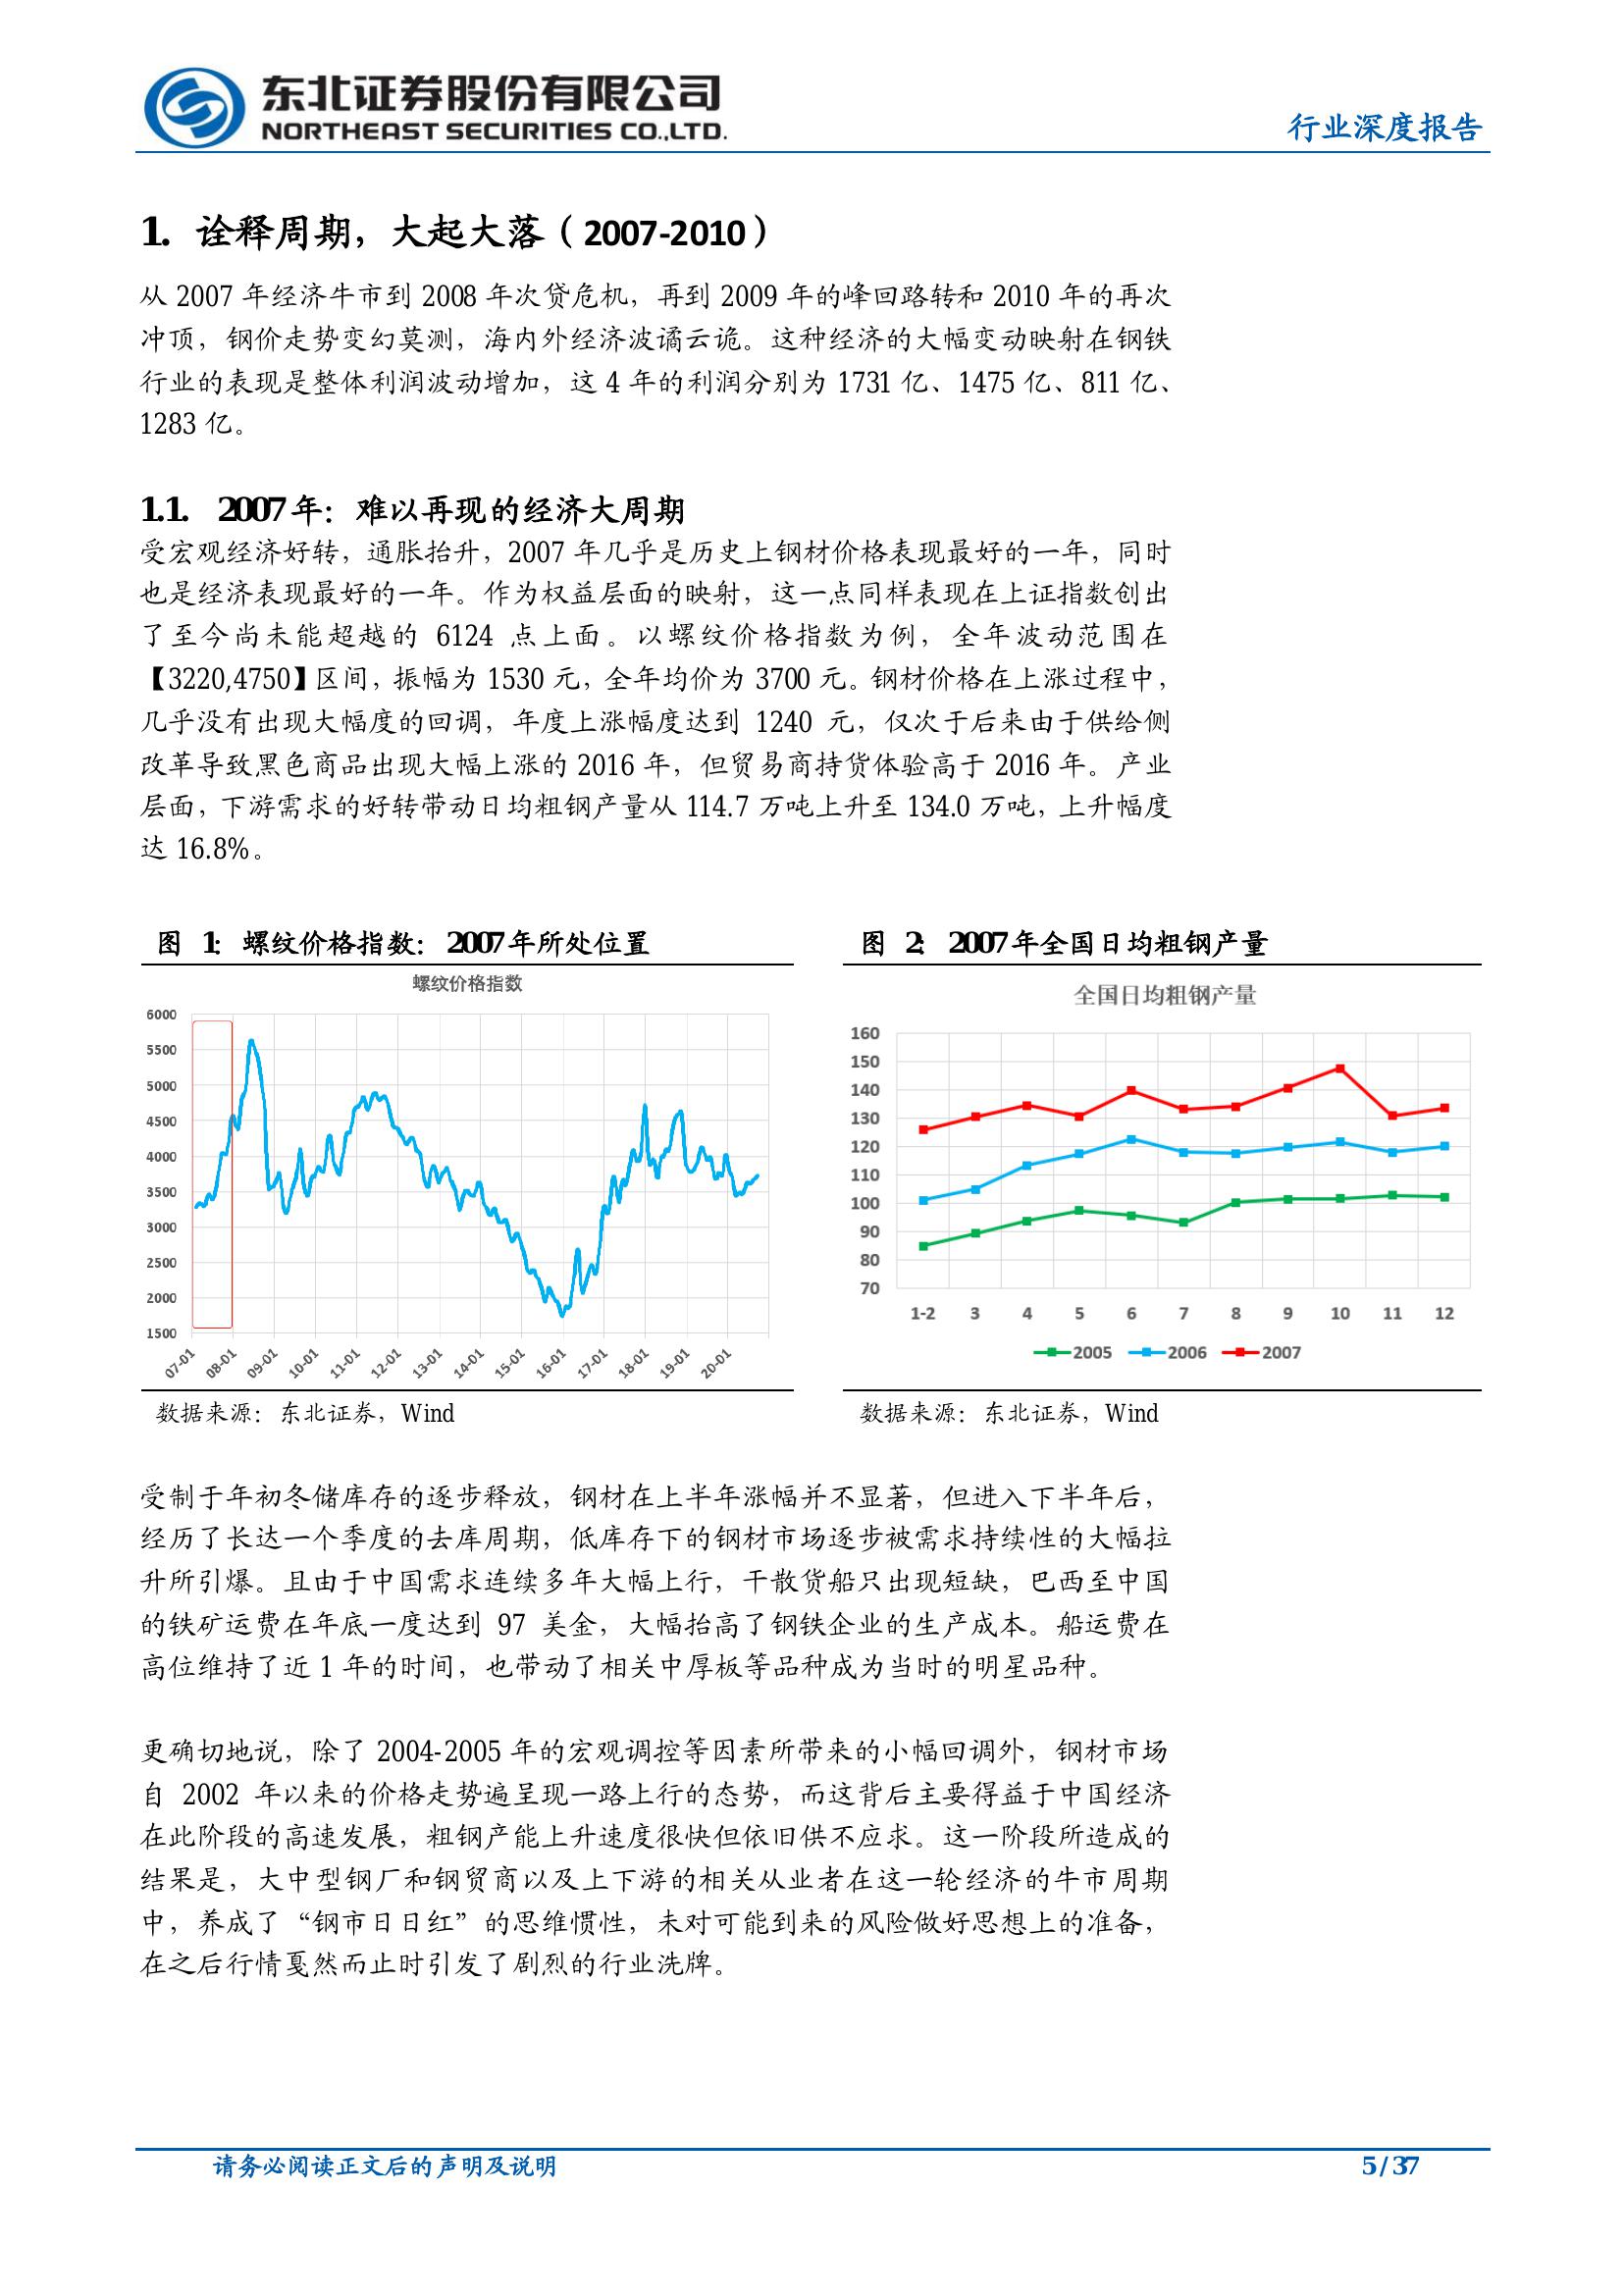 东北证券股份有限公司
NORTHEAST SECURITIES CO.,LTD.
行业深度报告
1. 诠释周期，大起大落（2007-2010）
从 2007 年经济牛市到 2008 年次贷危机，再到 2009 年的峰回路转和 2010 年的再次
冲顶，钢价走势变幻莫测，海内外经济波谲云诡。这种经济的大幅变动映射在钢铁
行业的表现是整体利润波动增加，这 4 年的利润分别为 1731 亿、1475 亿、811 亿、
1283 亿。
1.1. 2007 年：难以再现的经济大周期
受宏观经济好转，通胀抬升，2007 年几乎是历史上钢材价格表现最好的一年，同时
也是经济表现最好的一年。作为权益层面的映射，这一点同样表现在上证指数创出
了至今尚未能超越的 6124 点上面。以螺纹价格指数为例，全年波动范围在
【3220,4750】区间，振幅为 1530 元，全年均价为 3700 元。钢材价格在上涨过程中，
几乎没有出现大幅度的回调，年度上涨幅度达到 1240 元，仅次于后来由于供给侧
改革导致黑色商品出现大幅上涨的 2016 年，但贸易商持货体验高于 2016 年。产业
层面，下游需求的好转带动日均粗钢产量从 114.7 万吨上升至 134.0 万吨，上升幅度
达 16.8%。
图 1：螺纹价格指数：2007 年所处位置
螺纹价格指数
6000
5500
5000
4500
4000
3500
3000
2500
2000
1500
07-01 08-01 09-01 10-01 11-01 12-01 13-01 14-01 15-01 16-01 17-01 18-01 19-01 20-01
数据来源：东北证券，Wind
图 2：2007 年全国日均粗钢产量
全国日均粗钢产量
160
150
140
130
120
110
100
90
80
70
1-2 3 4 5 6 7 8 9 10 11 12
2005 2006 2007
数据来源：东北证券，Wind
受制于年初冬储库存的逐步释放，钢材在上半年涨幅并不显著，但进入下半年后，
经历了长达一个季度的去库周期，低库存下的钢材市场逐步被需求持续性的大幅拉
升所引爆。且由于中国需求连续多年大幅上行，干散货船只出现短缺，巴西至中国
的铁矿运费在年底一度达到 97 美金，大幅抬高了钢铁企业的生产成本。船运费在
高位维持了近 1 年的时间，也带动了相关中厚板等品种成为当时的明星品种。
更确切地说，除了 2004-2005 年的宏观调控等因素所带来的小幅回调外，钢材市场
自 2002 年以来的价格走势遍呈现一路上行的态势，而这背后主要得益于中国经济
在此阶段的高速发展，粗钢产能上升速度很快但依旧供不应求。这一阶段所造成的
结果是，大中型钢厂和钢贸商以及上下游的相关从业者在这一轮经济的牛市周期
中，养成了“钢市日日红”的思维惯性，未对可能到来的风险做好思想上的准备，
在之后行情戛然而止时引发了剧烈的行业洗牌。
请务必阅读正文后的声明及说明
5 / 37